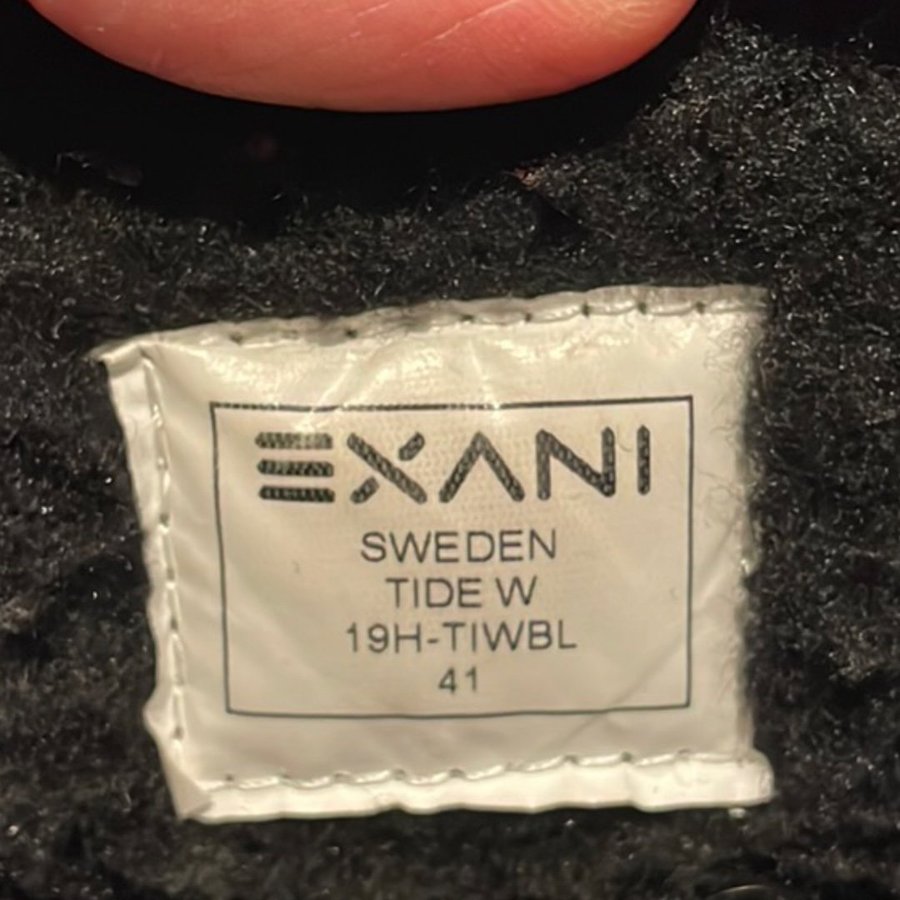 EXANI
SWEDEN
TIDE W
19H-TIWBL
41